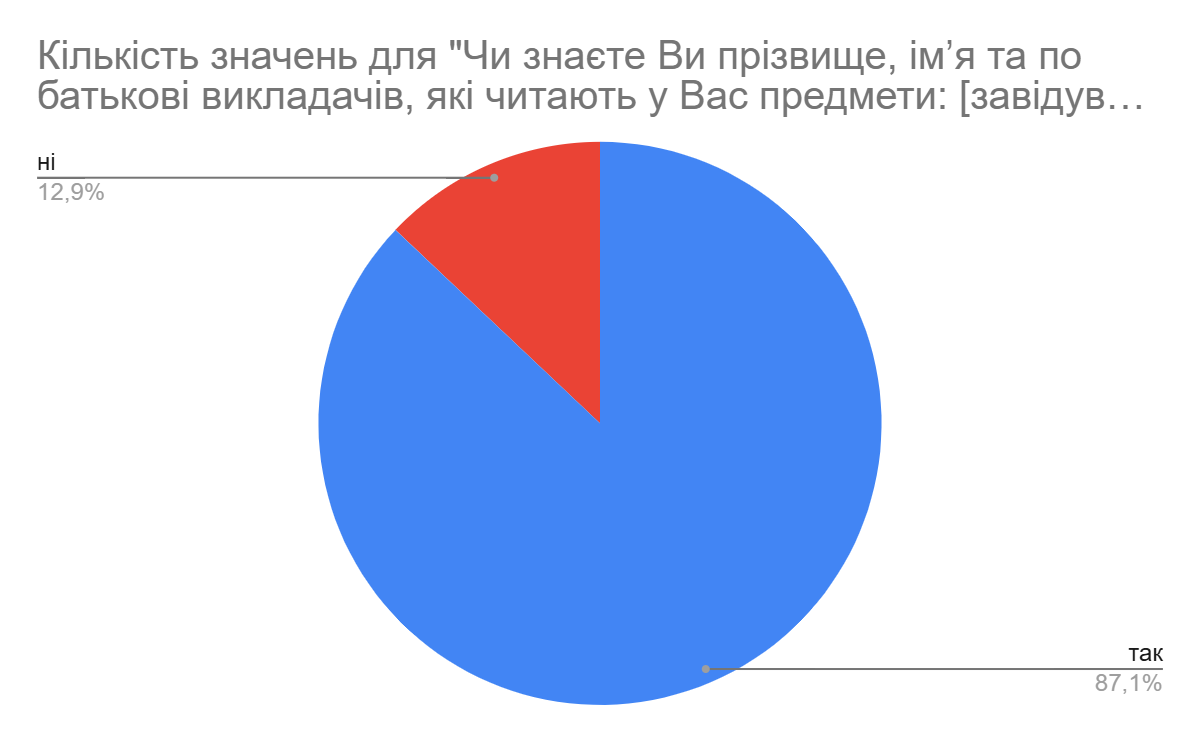 Кількість значень для "Чи знаєте Ви прізвище, ім’я та по
батькові викладачів, які читають у Вас предмети: [завідув…
ні
12,9%
так
87,1%